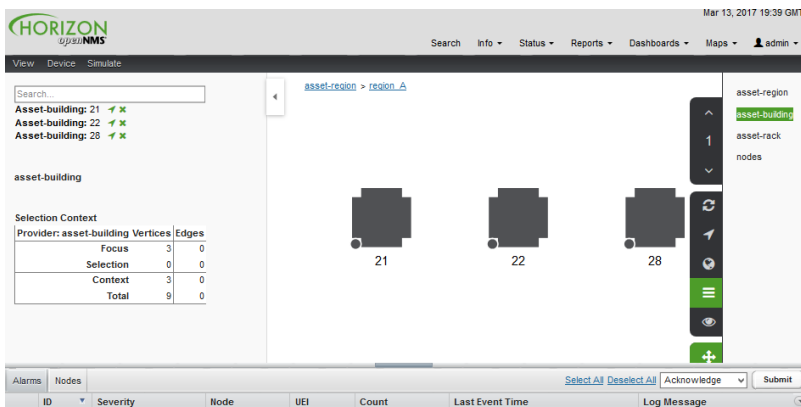 Mar 13, 2017 19:39 GMT
HORIZON
openNMS
Search Info Status Reports Dashboards Maps admin
View Device Simulate
Search...
Asset-building: 21
Asset-building: 22
Asset-building: 28
asset-building
Selection Context
Provider: asset-building Vertices Edges
Focus 3 0
Selection 0 0
Context 3 0
Total 9 0
asset-region > region_A
21 22 28
1
asset-region
asset-building
asset-rack
nodes
Alarms Nodes
Select All Deselect All Acknowledge Submit
ID Severity Node UEI Count Last Event Time Log Message